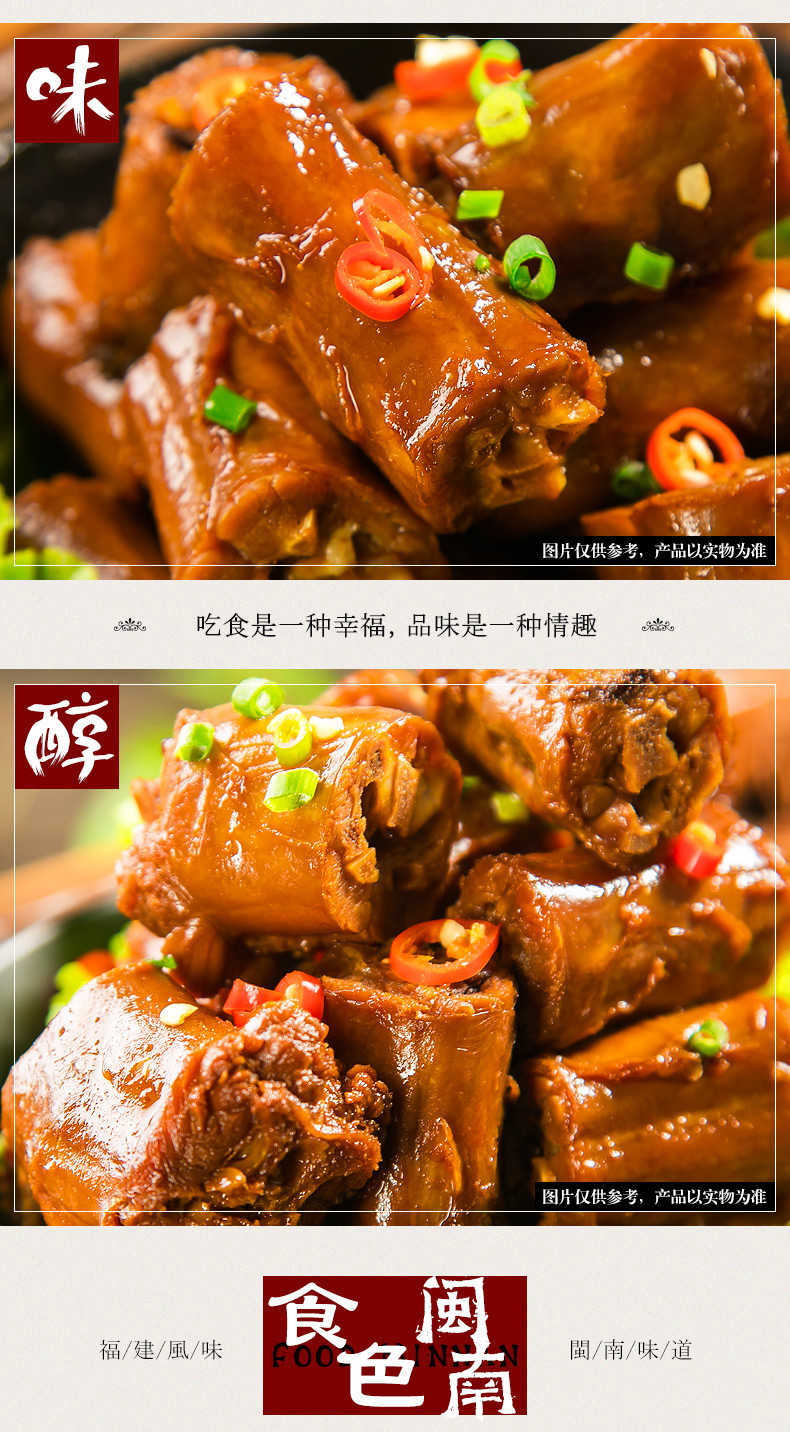 味
图片仅供参考，产品以实物为准
吃食是一种幸福，品味是一种情趣
醇
图片仅供参考，产品以实物为准
福/建/風/味
食色
闽南
閩/南/味/道